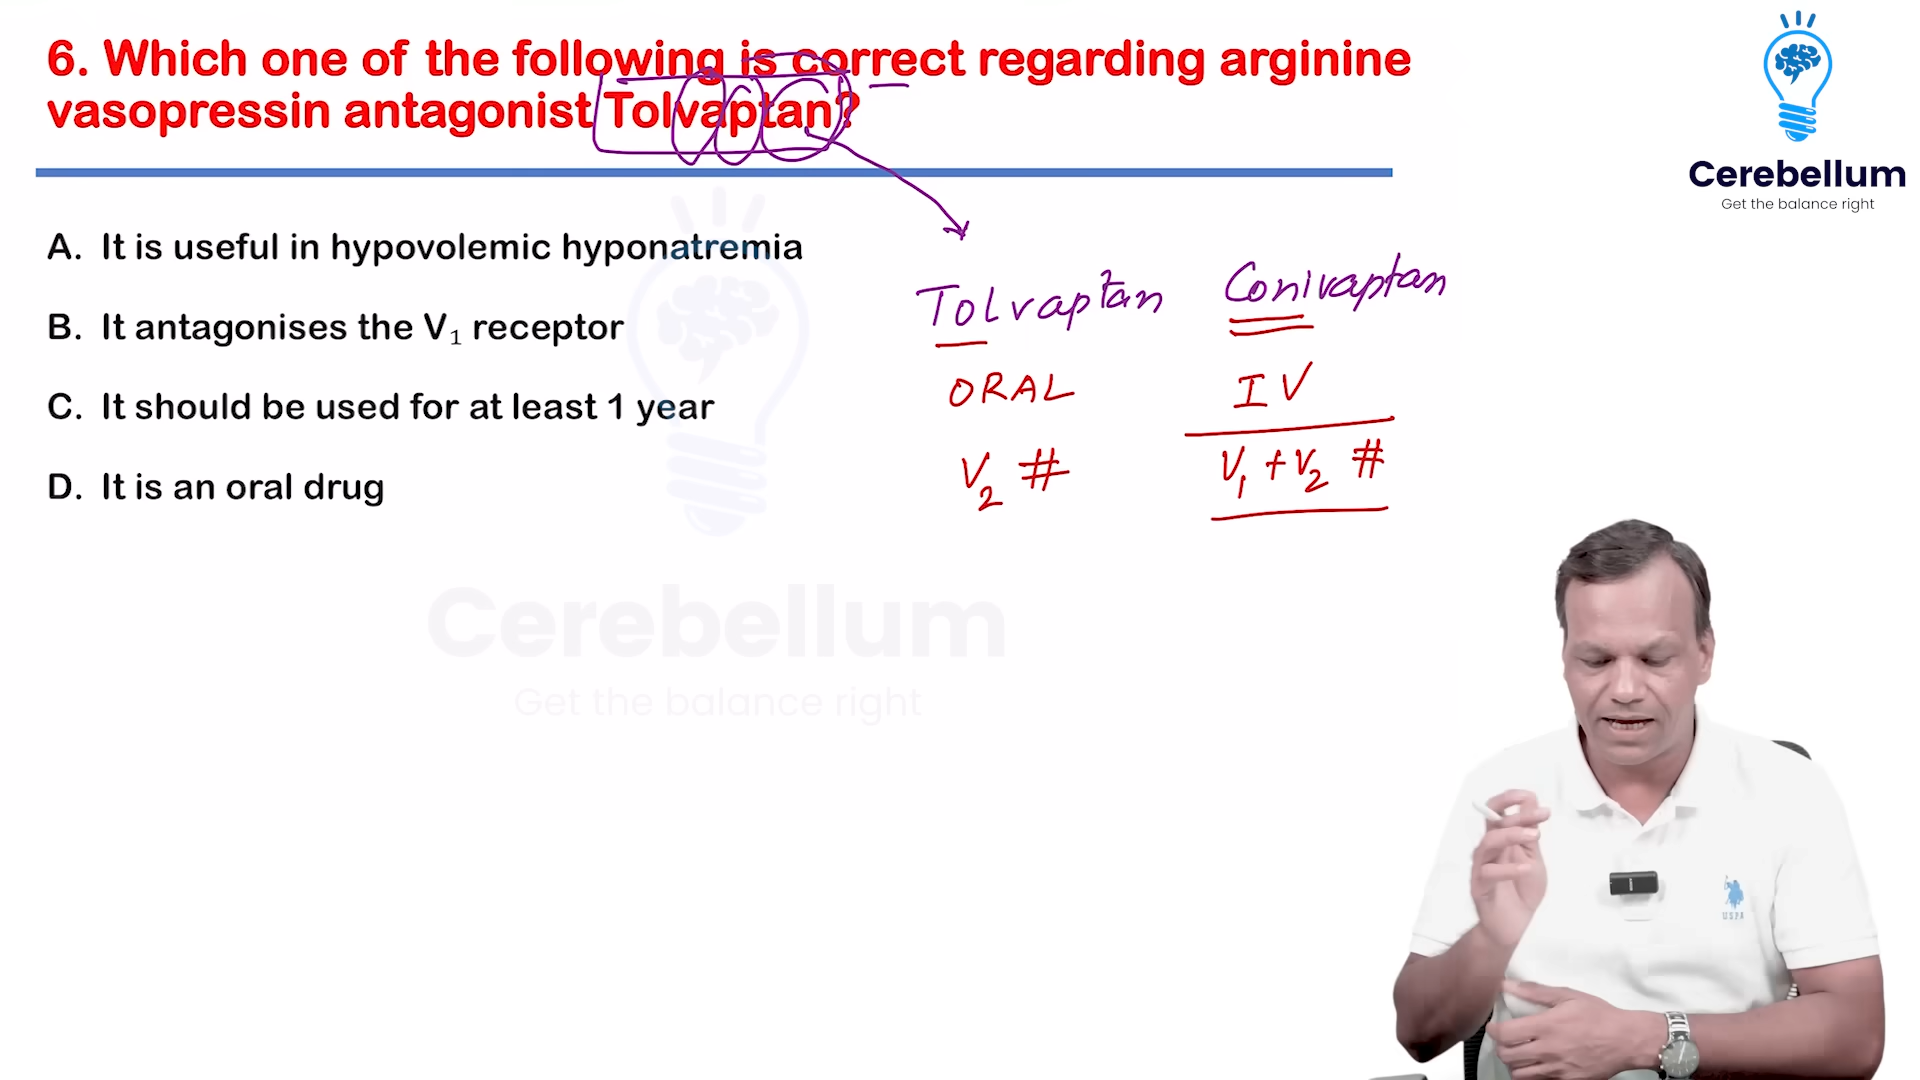 6. Which one of the following is correct regarding arginine
vasopressin antagonist Tolvaptan?
Cerebellum
Get the balance right
A. It is useful in hypovolemic hyponatremia
B. It antagonises the V₁ receptor
C. It should be used for at least 1 year
D. It is an oral drug
Tolvaptan Conivaptan
ORAL IV
V₂ # V₁ + V₂ #
Cerebellum
Get the balance right
USPA